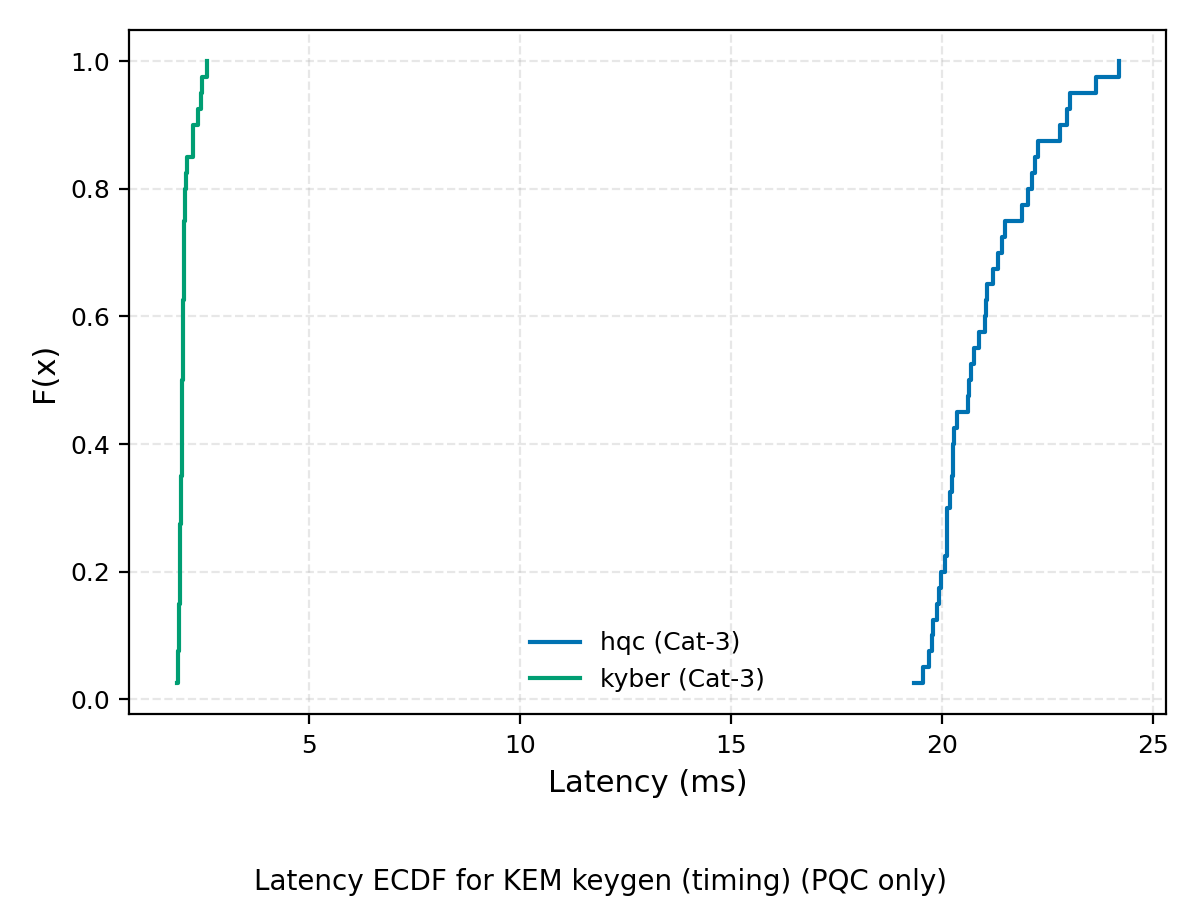 1.0
0.8
0.6
0.4
0.2
0.0
F(x)
hqc (Cat-3)
kyber (Cat-3)
5 10 15 20 25
Latency (ms)
Latency ECDF for KEM keygen (timing) (PQC only)